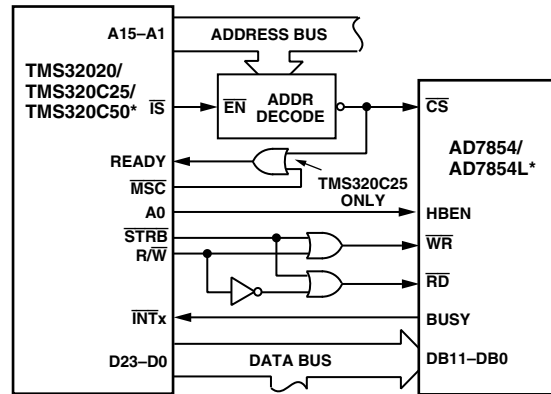 A15–A1
ADDRESS BUS
TMS32020/
TMS320C25/
TMS320C50*
IS
EN
ADDR
DECODE
CS
AD7854/
AD7854L*
READY
MSC
TMS320C25
ONLY
A0
HBEN
STRB
R/W
WR
RD
INTx
BUSY
D23–D0
DATA BUS
DB11–DB0